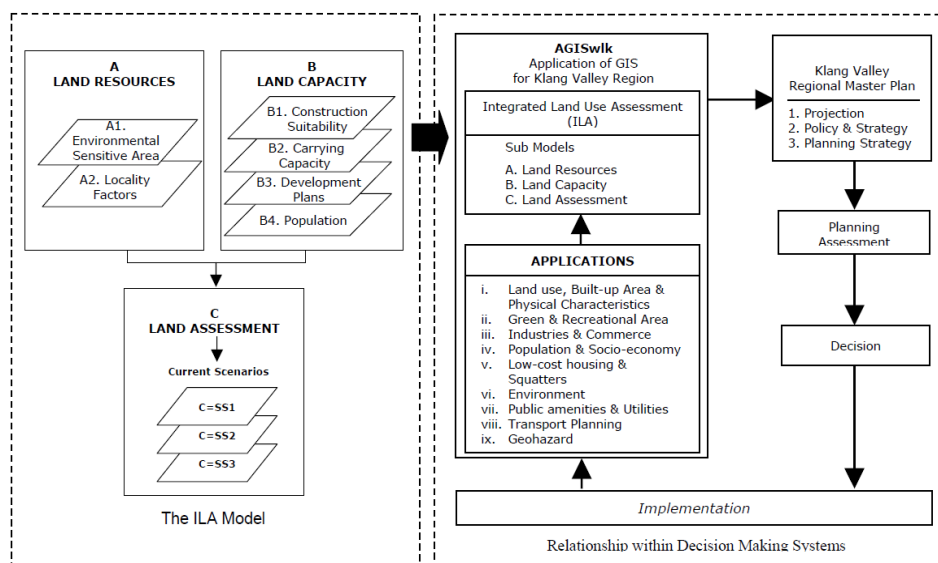 A
LAND RESOURCES
A1.
Environmental
Sensitive Area
A2. Locality
Factors
B
LAND CAPACITY
B1. Construction
Suitability
B2. Carrying
Capacity
B3. Development
Plans
B4. Population
C
LAND ASSESSMENT
Current Scenarios
C=SS1
C=SS2
C=SS3
The ILA Model
AGISwlk
Application of GIS
for Klang Valley Region
Integrated Land Use Assessment
(ILA)
Sub Models
A. Land Resources
B. Land Capacity
C. Land Assessment
APPLICATIONS
i. Land use, Built-up Area &
Physical Characteristics
ii. Green & Recreational Area
iii. Industries & Commerce
iv. Population & Socio-economy
v. Low-cost housing &
Squatters
vi. Environment
vii. Public amenities & Utilities
viii. Transport Planning
ix. Geohazard
Klang Valley
Regional Master Plan
1. Projection
2. Policy & Strategy
3. Planning Strategy
Planning
Assessment
Decision
Implementation
Relationship within Decision Making Systems